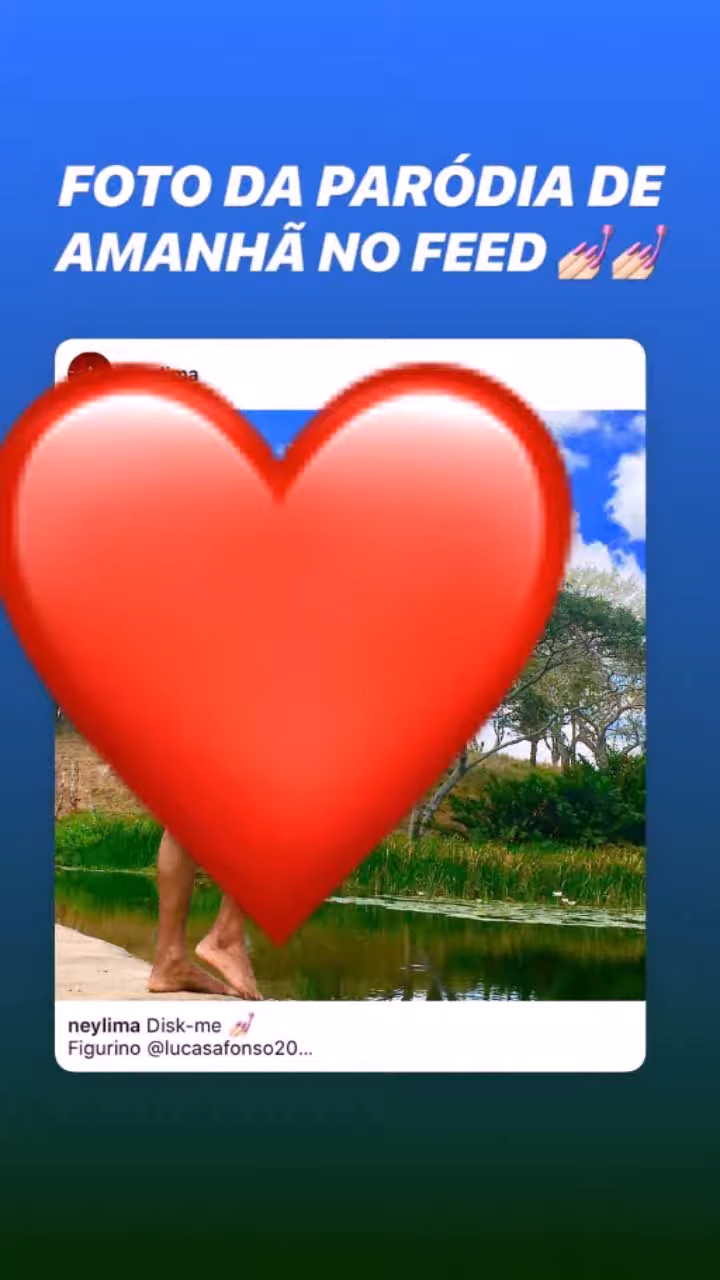 FOTO DA PARÓDIA DE
AMANHÃ NO FEED 💅🏻💅🏻
neylima Disk-me 💅🏻
Figurino @lucasafonso20...